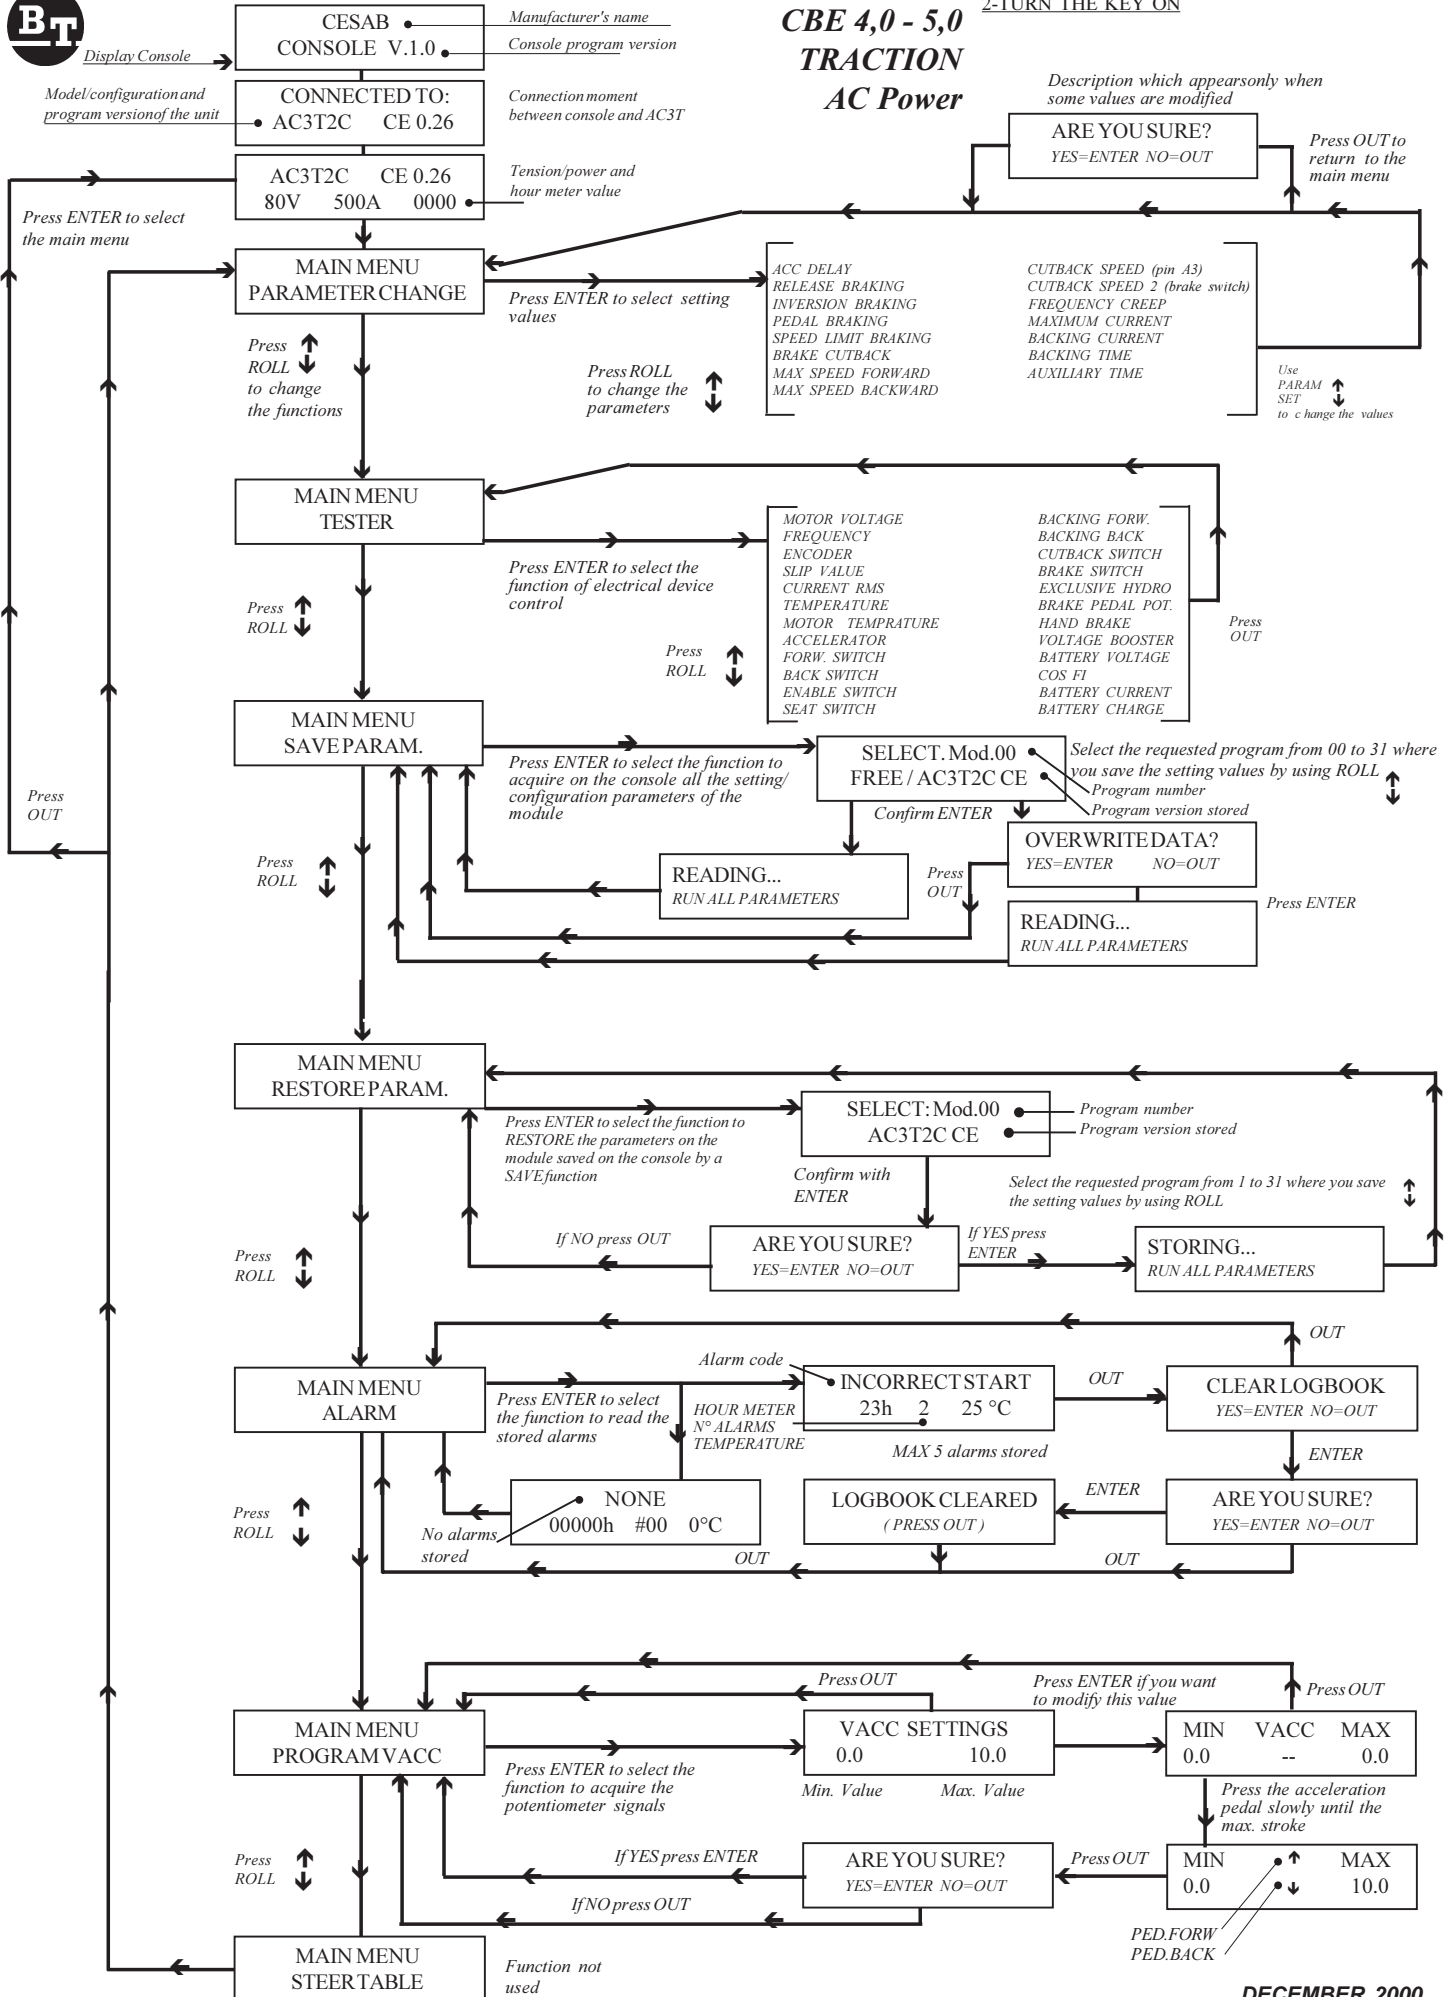 BT
Display Console
CESAB
CONSOLE V.1.0
Manufacturer's name
Console program version
CBE 4,0 - 5,0
TRACTION
AC Power
2-TURN THE KEY ON
Model/configuration and
program versionof the unit
CONNECTED TO:
AC3T2C CE 0.26
Connection moment
between console and AC3T
AC3T2C CE 0.26
80V 500A 0000
Tension/power and
hour meter value
Description which appearsonly when
some values are modified
ARE YOU SURE?
YES=ENTER NO=OUT
Press OUT to
return to the
main menu
Press ENTER to select
the main menu
MAIN MENU
PARAMETER CHANGE
Press ENTER to select setting
values
Press
ROLL
to change
the functions
Press ROLL
to change the
parameters
ACC DELAY
RELEASE BRAKING
INVERSION BRAKING
PEDAL BRAKING
SPEED LIMIT BRAKING
BRAKE CUTBACK
MAX SPEED FORWARD
MAX SPEED BACKWARD
CUTBACK SPEED (pin A3)
CUTBACK SPEED 2 (brake switch)
FREQUENCY CREEP
MAXIMUM CURRENT
BACKING CURRENT
BACKING TIME
AUXILIARY TIME
Use
PARAM
SET
to c hange the values
MAIN MENU
TESTER
Press ENTER to select the
function of electrical device
control
Press
ROLL
Press
ROLL
MOTOR VOLTAGE
FREQUENCY
ENCODER
SLIP VALUE
CURRENT RMS
TEMPERATURE
MOTOR TEMPRATURE
ACCELERATOR
FORW. SWITCH
BACK SWITCH
ENABLE SWITCH
SEAT SWITCH
BACKING FORW.
BACKING BACK
CUTBACK SWITCH
BRAKE SWITCH
EXCLUSIVE HYDRO
BRAKE PEDAL POT.
HAND BRAKE
VOLTAGE BOOSTER
BATTERY VOLTAGE
COS FI
BATTERY CURRENT
BATTERY CHARGE
Press
OUT
MAIN MENU
SAVE PARAM.
Press ENTER to select the function to
acquire on the console all the setting/
configuration parameters of the
module
SELECT. Mod.00
FREE / AC3T2C CE
Select the requested program from 00 to 31 where
you save the setting values by using ROLL
Program number
Program version stored
Confirm ENTER
Press
OUT
Press
ROLL
READING...
RUN ALL PARAMETERS
Press
OUT
OVERWRITE DATA?
YES=ENTER NO=OUT
Press ENTER
READING...
RUN ALL PARAMETERS
MAIN MENU
RESTORE PARAM.
Press ENTER to select the function to
RESTORE the parameters on the
module saved on the console by a
SAVE function
SELECT: Mod.00
AC3T2C CE
Program number
Program version stored
Confirm with
ENTER
Select the requested program from 1 to 31 where you save
the setting values by using ROLL
Press
ROLL
If NO press OUT
ARE YOU SURE?
YES=ENTER NO=OUT
If YES press
ENTER
STORING...
RUN ALL PARAMETERS
OUT
MAIN MENU
ALARM
Press ENTER to select
the function to read the
stored alarms
Alarm code
HOUR METER
N° ALARMS
TEMPERATURE
INCORRECT START
23h 2 25 °C
MAX 5 alarms stored
OUT
CLEAR LOGBOOK
YES=ENTER NO=OUT
ENTER
Press
ROLL
No alarms
stored
NONE
00000h #00 0°C
LOGBOOK CLEARED
( PRESS OUT )
ENTER
ARE YOU SURE?
YES=ENTER NO=OUT
OUT
OUT
Press OUT
Press ENTER if you want
to modify this value
Press OUT
MAIN MENU
PROGRAM VACC
Press ENTER to select the
function to acquire the
potentiometer signals
VACC SETTINGS
0.0 10.0
Min. Value Max. Value
MIN VACC MAX
0.0 -- 0.0
Press the acceleration
pedal slowly until the
max. stroke
Press
ROLL
If YES press ENTER
If NO press OUT
ARE YOU SURE?
YES=ENTER NO=OUT
Press OUT
MIN MAX
0.0 10.0
PED.FORW
PED.BACK
MAIN MENU
STEER TABLE
Function not
used
DECEMBER 2000